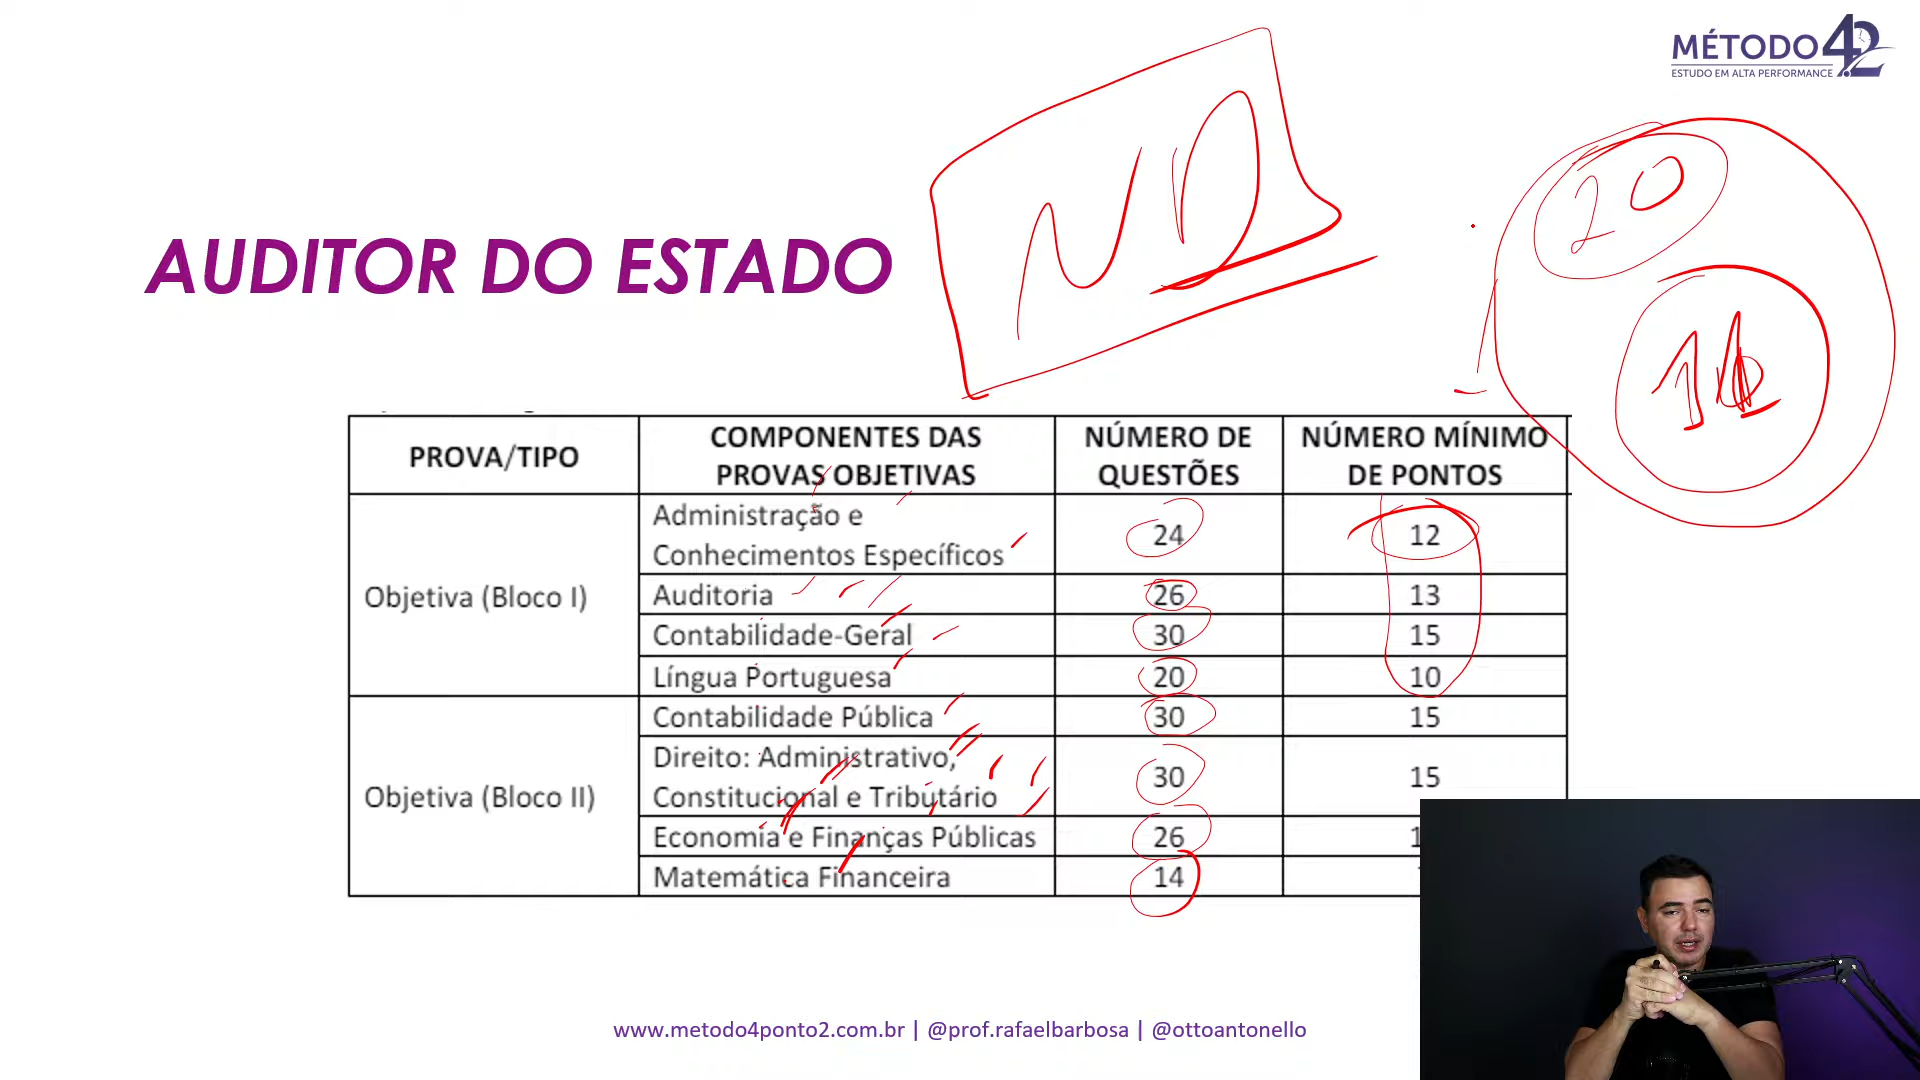 MÉTODO 4.2
ESTUDO EM ALTA PERFORMANCE
AUDITOR DO ESTADO
20
11
PROVA/TIPO
COMPONENTES DAS
PROVAS OBJETIVAS
NÚMERO DE
QUESTÕES
NÚMERO MÍNIMO
DE PONTOS
Objetiva (Bloco I)
Administração e
Conhecimentos Específicos
24
12
Auditoria
26
13
Contabilidade-Geral
30
15
Língua Portuguesa
20
10
Objetiva (Bloco II)
Contabilidade Pública
30
15
Direito: Administrativo,
Constitucional e Tributário
30
15
Economia e Finanças Públicas
26
Matemática Financeira
14
www.metodo4ponto2.com.br | @prof.rafaelbarbosa | @ottoantonello